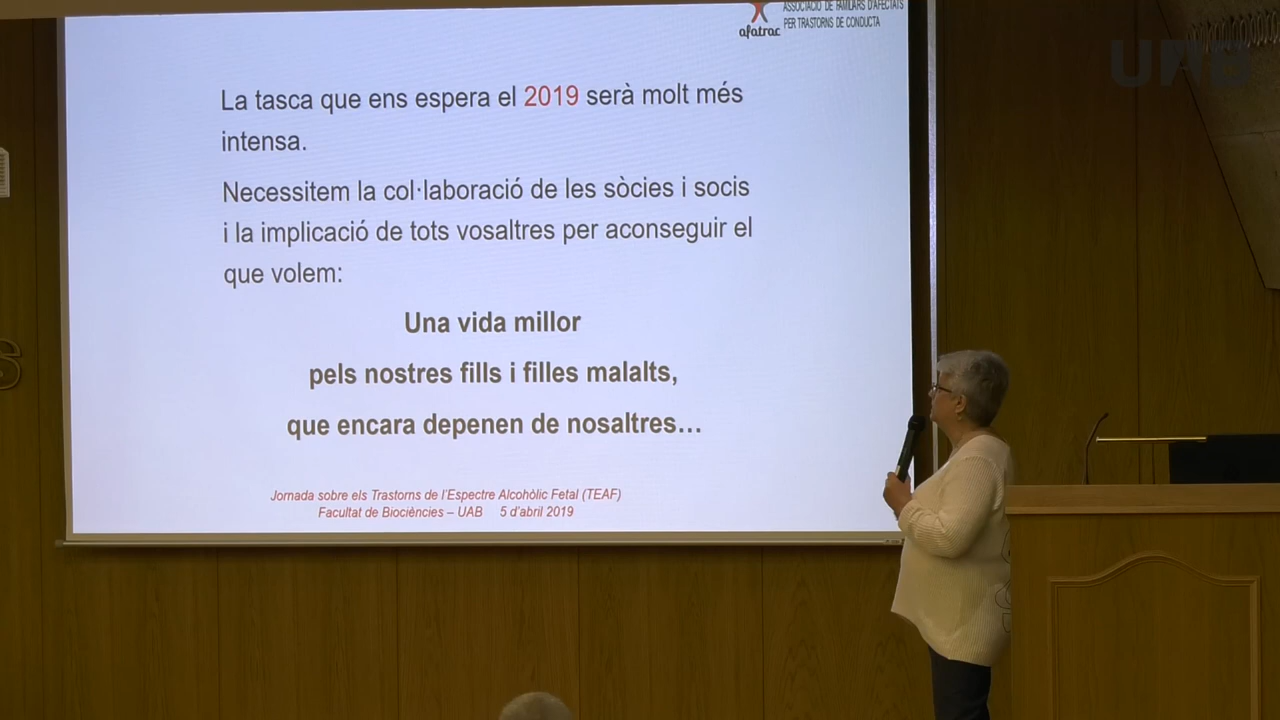 ASSOCIACIÓ DE FAMILIARS D'AFECTATS
PER TRASTORNS DE CONDUCTA
afatrac
UAB
La tasca que ens espera el 2019 serà molt més
intensa.
Necessitem la col·laboració de les sòcies i socis
i la implicació de tots vosaltres per aconseguir el
que volem:
Una vida millor
pels nostres fills i filles malalts,
que encara depenen de nosaltres...
Jornada sobre els Trastorns de l'Espectre Alcohòlic Fetal (TEAF)
Facultat de Biociències – UAB 5 d'abril 2019